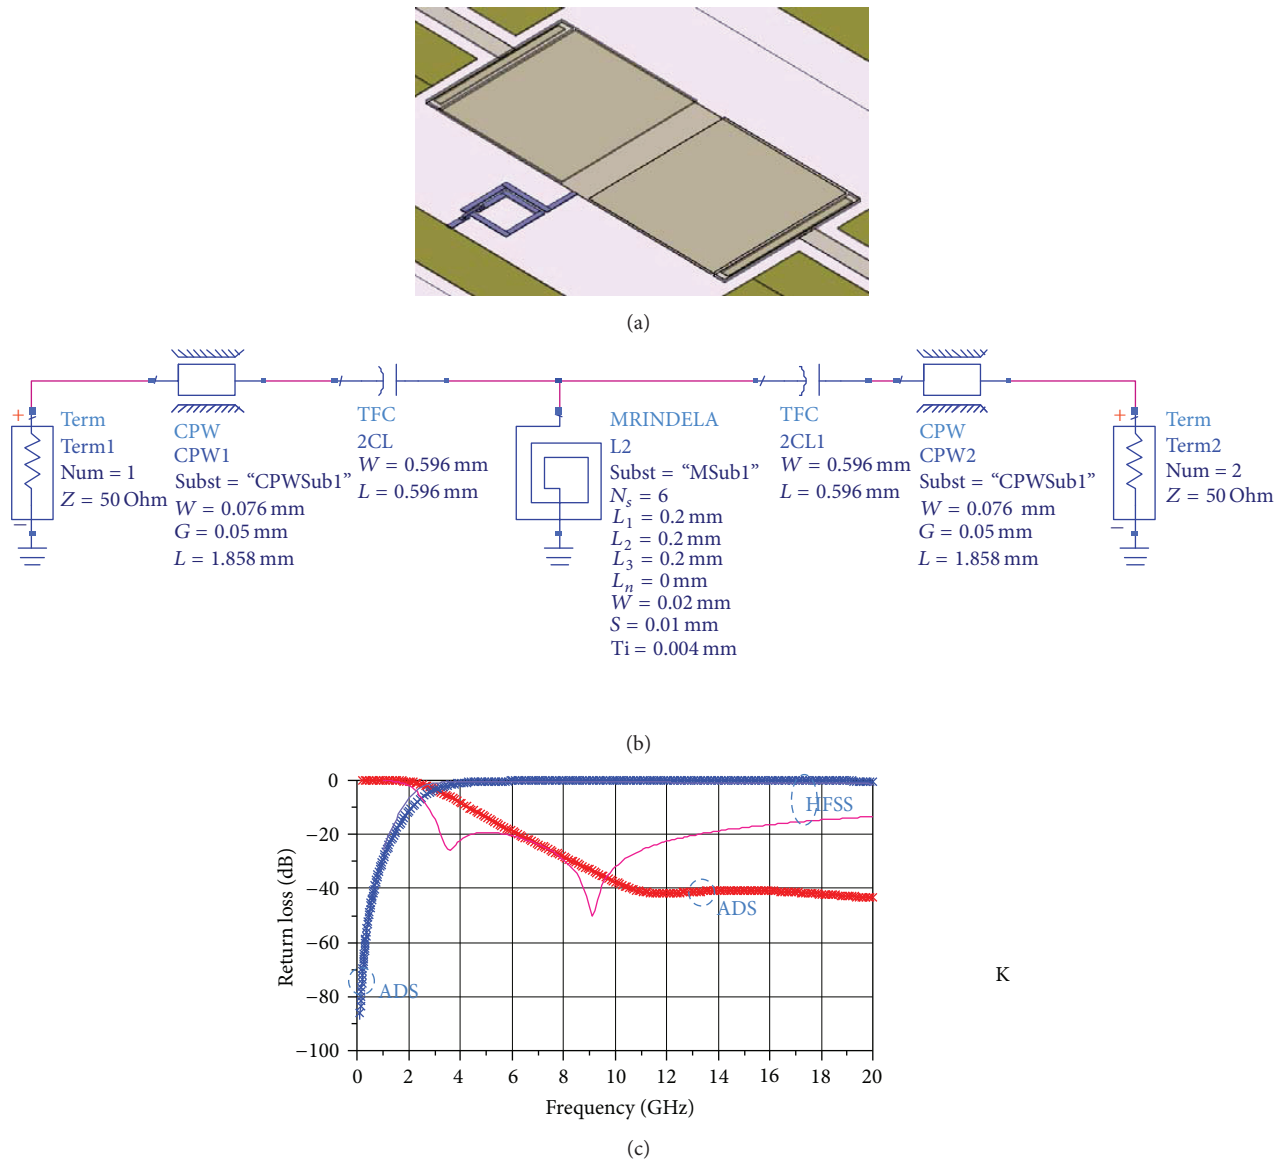 (a)
+
Term
Term1
Num = 1
Z = 50 Ohm
−
CPW
CPW1
Subst = “CPWSub1”
W = 0.076 mm
G = 0.05 mm
L = 1.858 mm
TFC
2CL
W = 0.596 mm
L = 0.596 mm
MRINDELA
L2
Subst = “MSub1”
Ns = 6
L1 = 0.2 mm
L2 = 0.2 mm
L3 = 0.2 mm
Ln = 0 mm
W = 0.02 mm
S = 0.01 mm
Ti = 0.004 mm
TFC
2CL1
W = 0.596 mm
L = 0.596 mm
CPW
CPW2
Subst = “CPWSub1”
W = 0.076 mm
G = 0.05 mm
L = 1.858 mm
+
Term
Term2
Num = 2
Z = 50 Ohm
−
(b)
Return loss (dB)
0
−20
−40
−60
−80
−100
HFSS
ADS
ADS
K
0 2 4 6 8 10 12 14 16 18 20
Frequency (GHz)
(c)